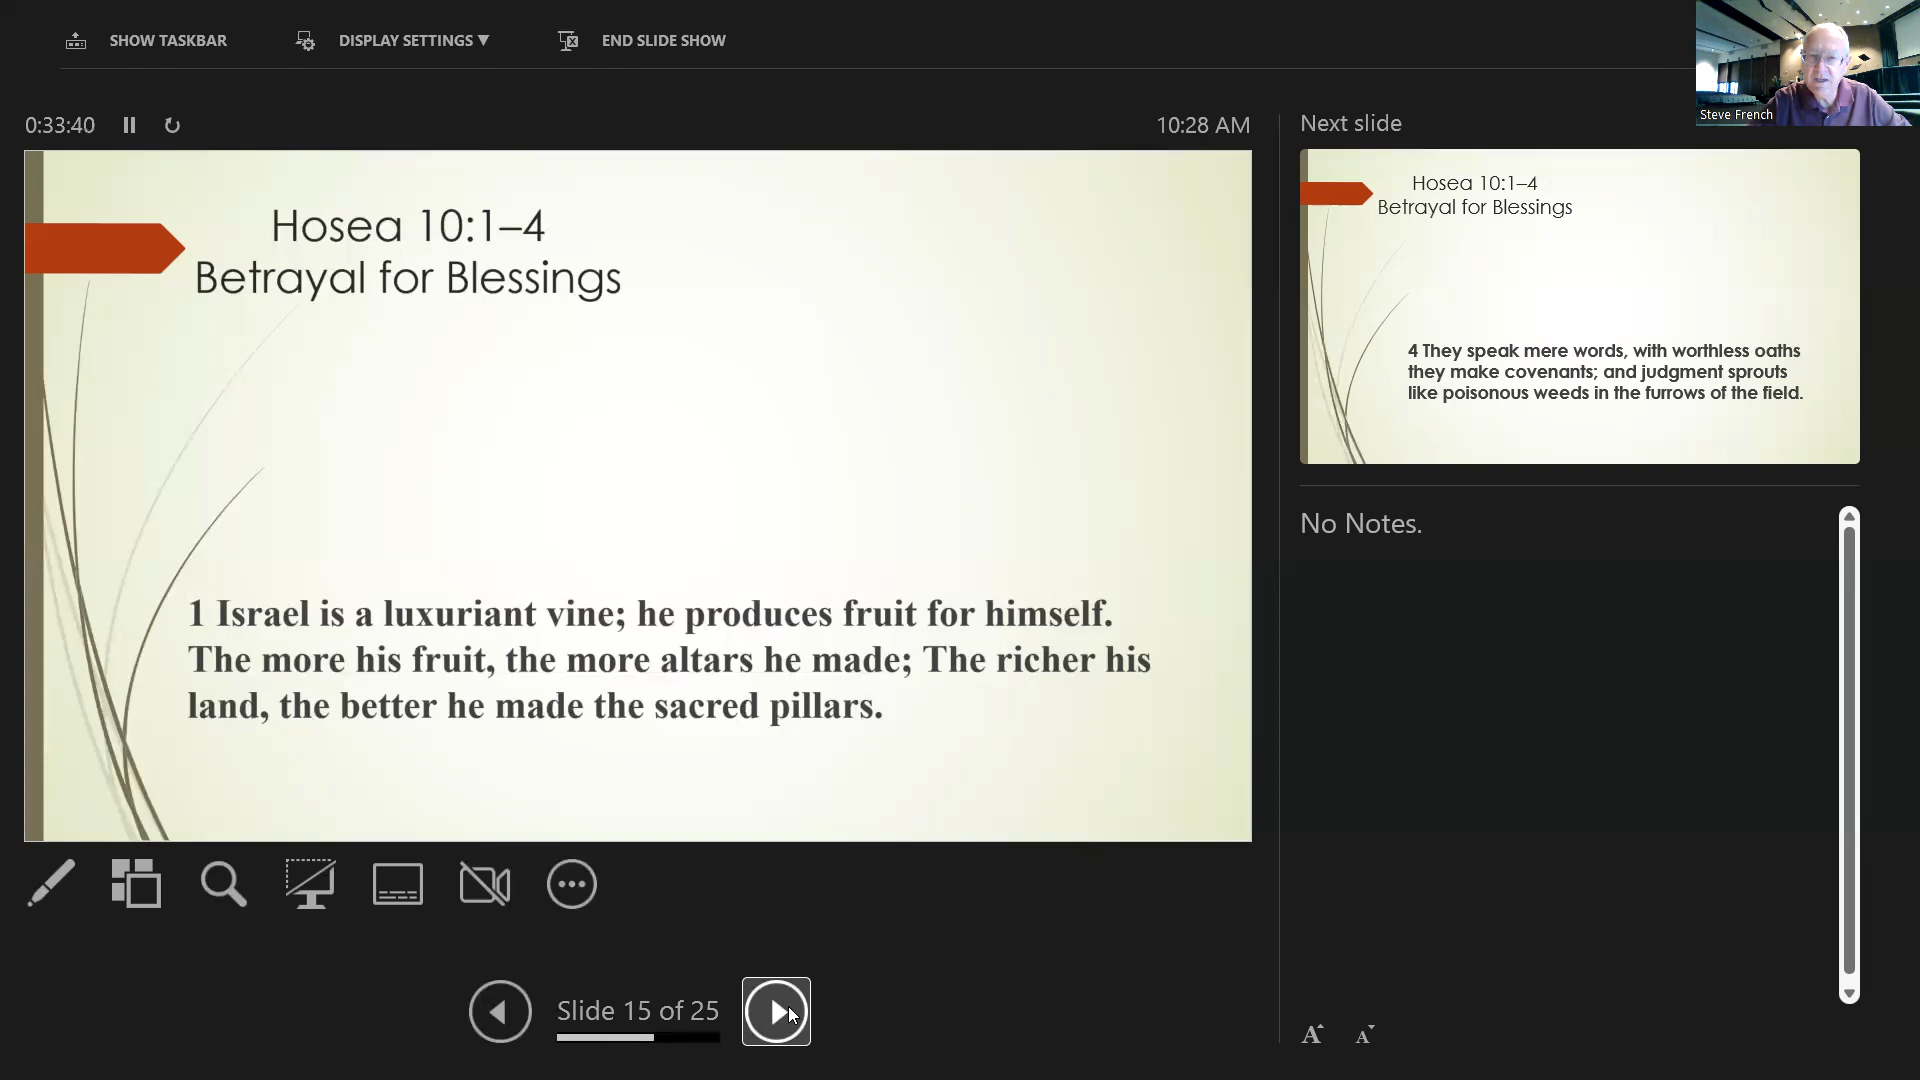 SHOW TASKBAR
DISPLAY SETTINGS ▼
END SLIDE SHOW
Steve French
0:33:40
10:28 AM
Next slide
Hosea 10:1–4
Betrayal for Blessings
1 Israel is a luxuriant vine; he produces fruit for himself.
The more his fruit, the more altars he made; The richer his
land, the better he made the sacred pillars.
Hosea 10:1–4
Betrayal for Blessings
4 They speak mere words, with worthless oaths
they make covenants; and judgment sprouts
like poisonous weeds in the furrows of the field.
No Notes.
Slide 15 of 25
A A